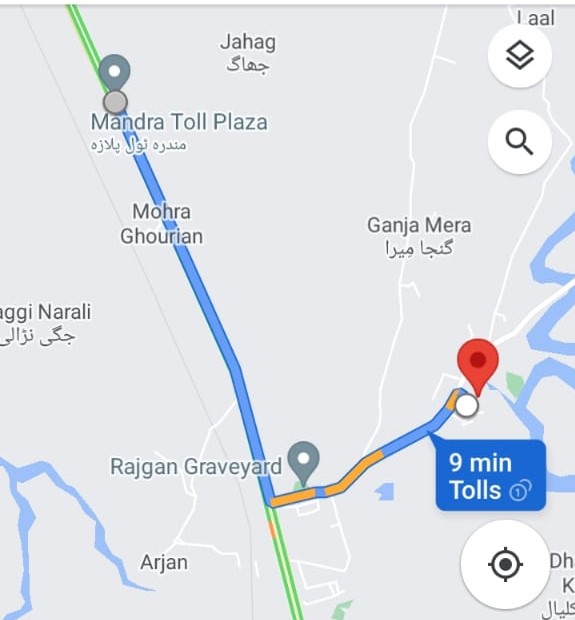 Laal
Jahag
جھاگ
Mandra Toll Plaza
مندرہ ٹول پلازہ
Mohra
Ghourian
Ganja Mera
گنجا مِیرا
aggi Narali
جگی نڑالی
Rajgan Graveyard
9 min
Tolls
Arjan
Dh
K
کلیال